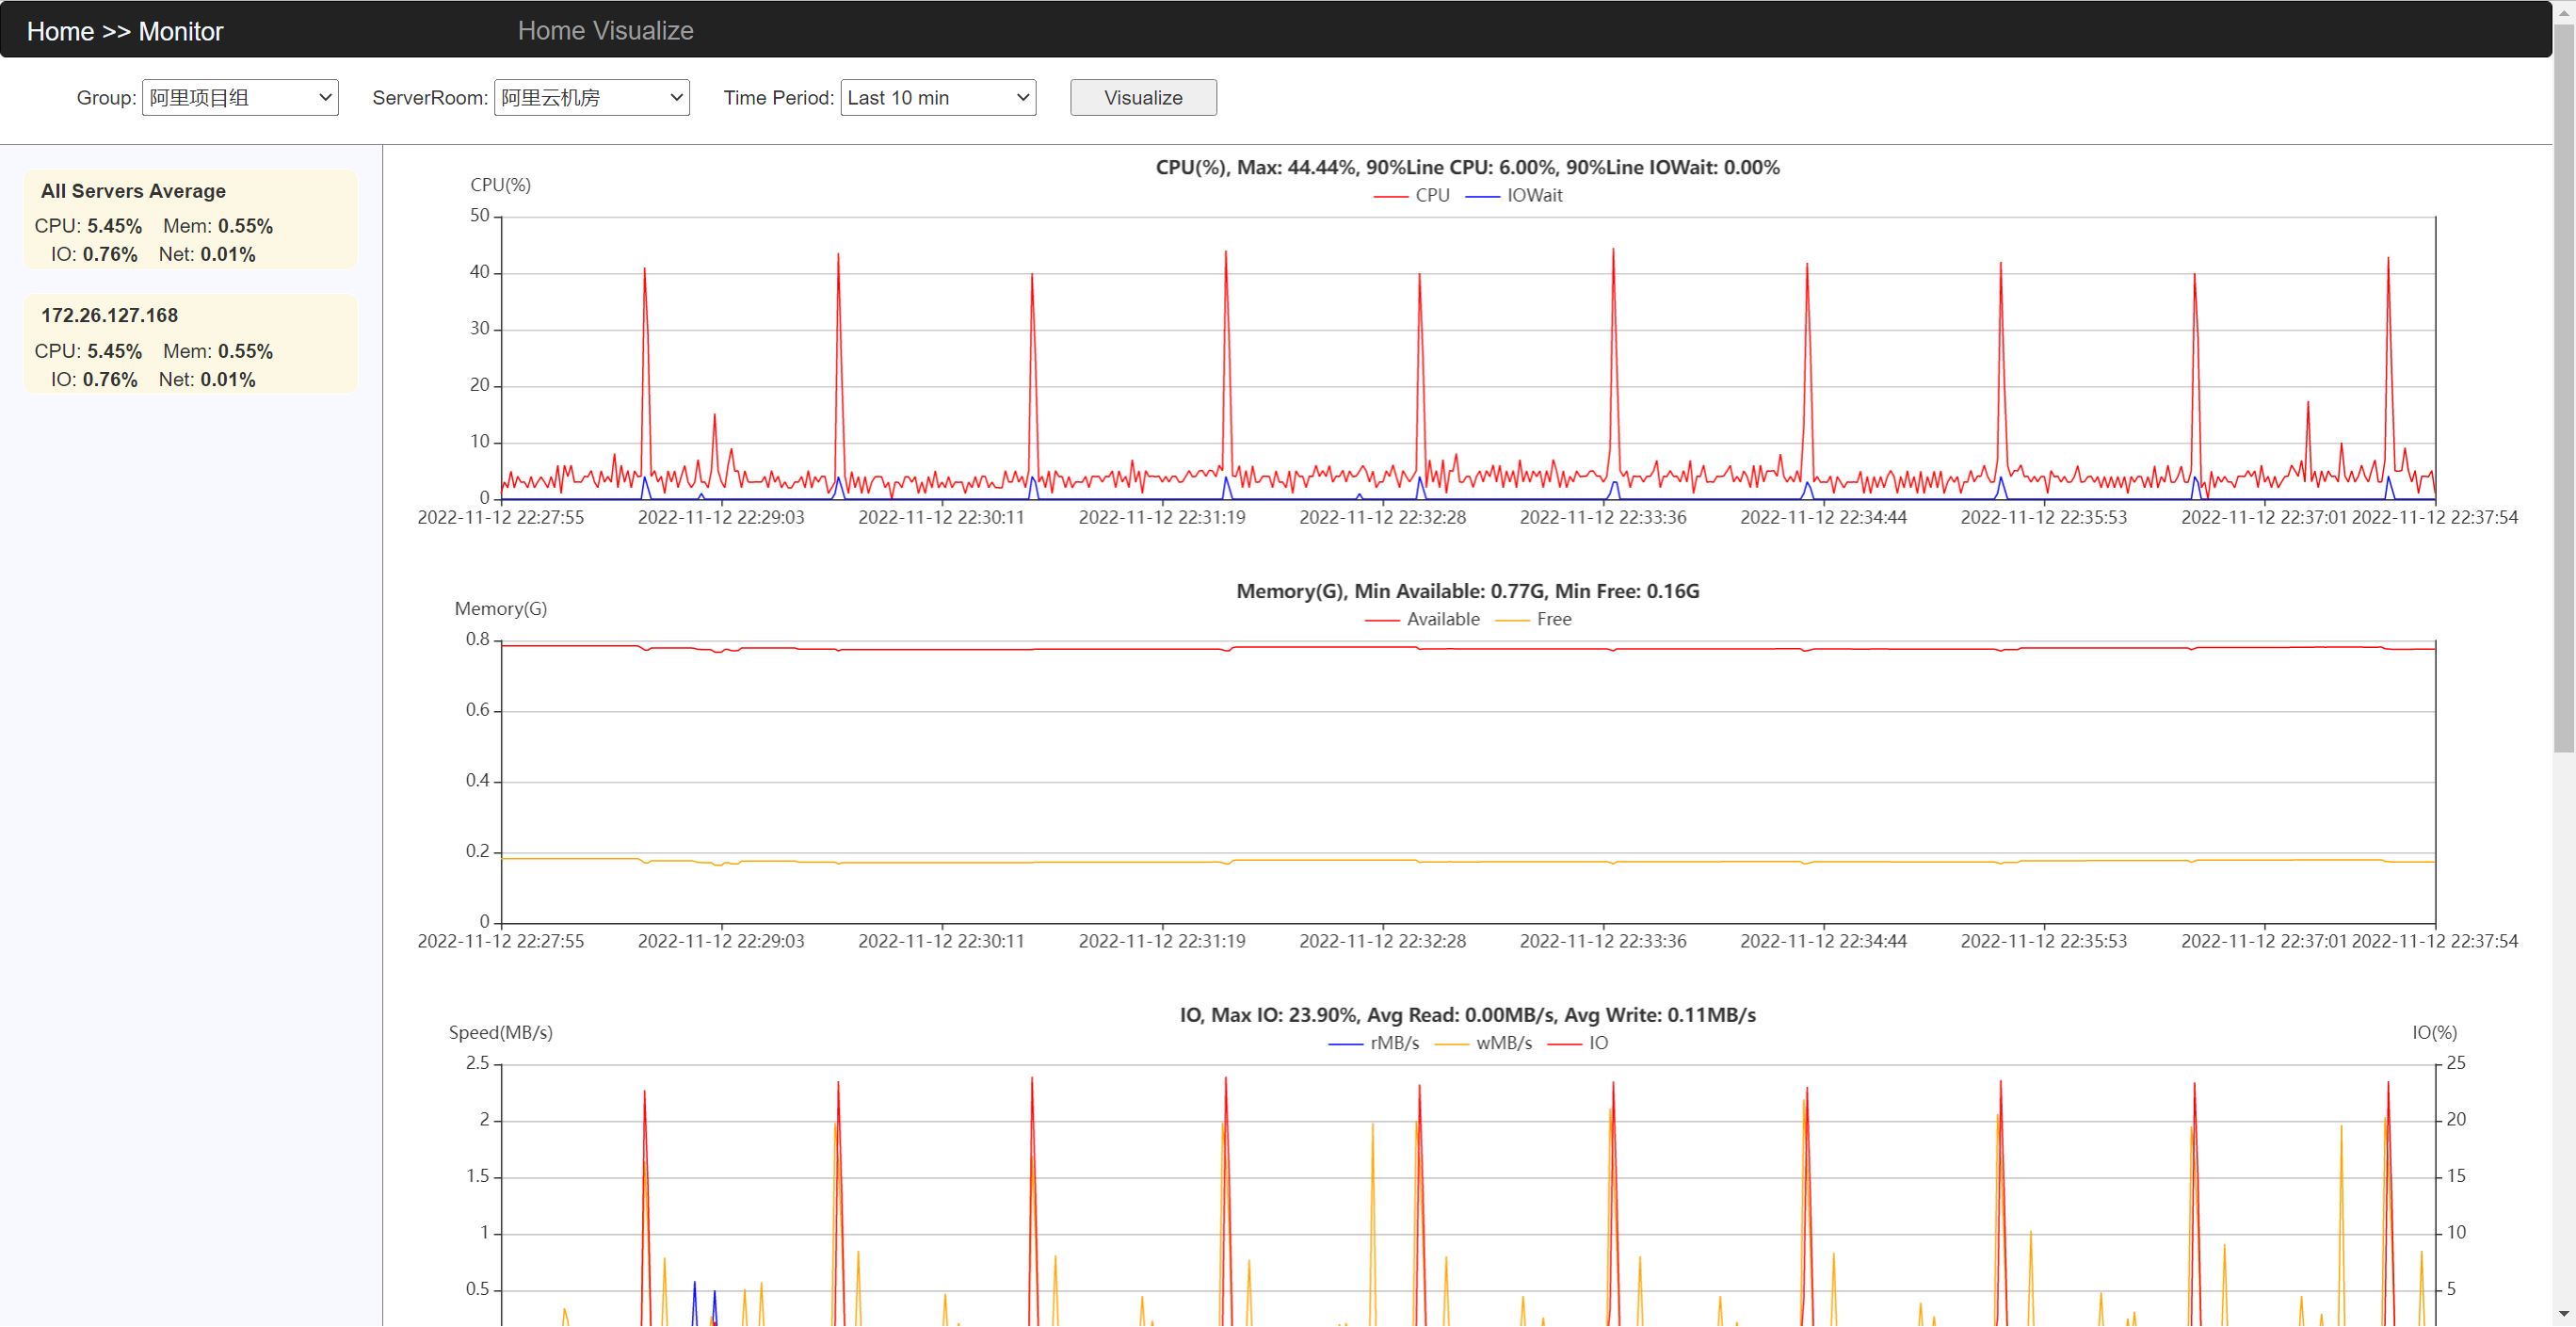 Home >> Monitor
Home Visualize
Group: 阿里项目组 ServerRoom: 阿里云机房 Time Period: Last 10 min Visualize
All Servers Average
CPU: 5.45% Mem: 0.55%
IO: 0.76% Net: 0.01%
172.26.127.168
CPU: 5.45% Mem: 0.55%
IO: 0.76% Net: 0.01%
CPU(%), Max: 44.44%, 90%Line CPU: 6.00%, 90%Line IOWait: 0.00%
CPU(%)
CPU IOWait
50
40
30
20
10
0
2022-11-12 22:27:55 2022-11-12 22:29:03 2022-11-12 22:30:11 2022-11-12 22:31:19 2022-11-12 22:32:28 2022-11-12 22:33:36 2022-11-12 22:34:44 2022-11-12 22:35:53 2022-11-12 22:37:01 2022-11-12 22:37:54
Memory(G), Min Available: 0.77G, Min Free: 0.16G
Memory(G)
Available Free
0.8
0.6
0.4
0.2
0
2022-11-12 22:27:55 2022-11-12 22:29:03 2022-11-12 22:30:11 2022-11-12 22:31:19 2022-11-12 22:32:28 2022-11-12 22:33:36 2022-11-12 22:34:44 2022-11-12 22:35:53 2022-11-12 22:37:01 2022-11-12 22:37:54
IO, Max IO: 23.90%, Avg Read: 0.00MB/s, Avg Write: 0.11MB/s
Speed(MB/s) IO(%)
rMB/s wMB/s IO
2.5 25
2 20
1.5 15
1 10
0.5 5